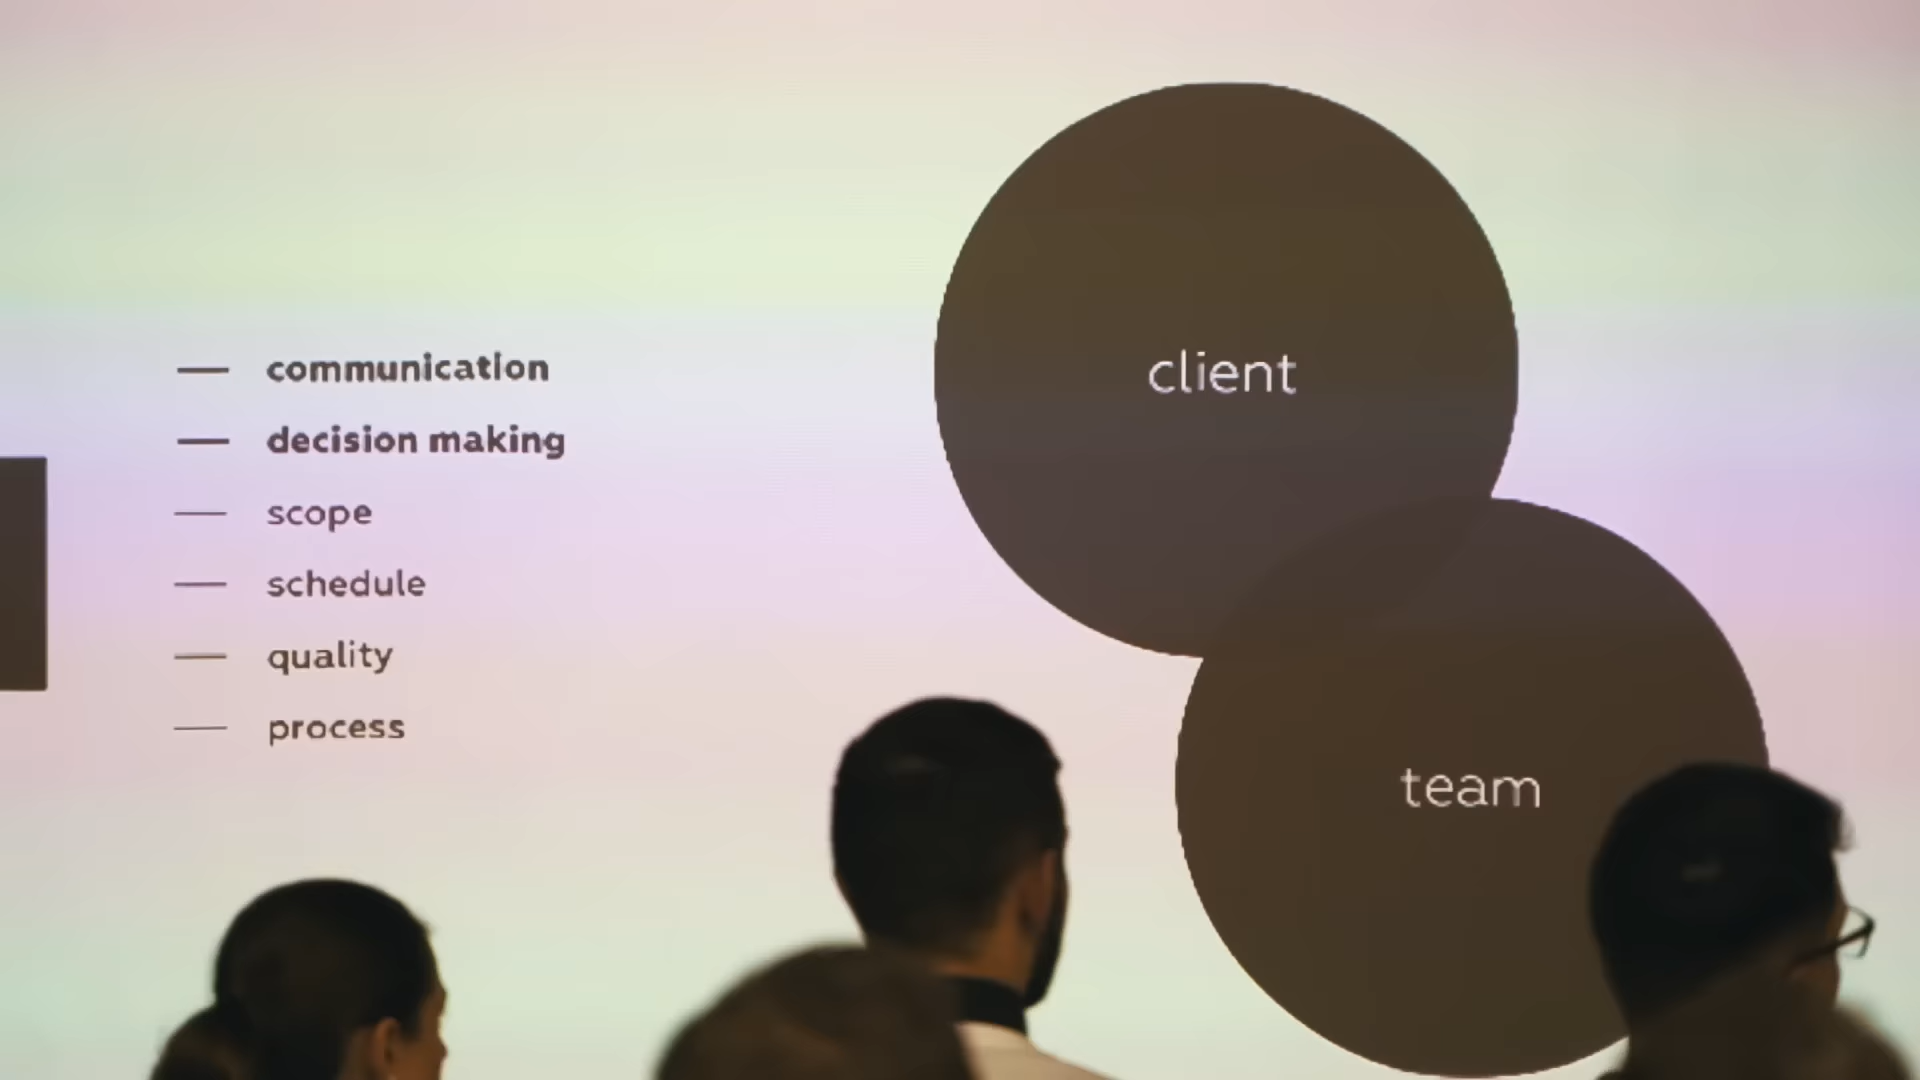 — communication
— decision making
— scope
— schedule
— quality
— process
client
team